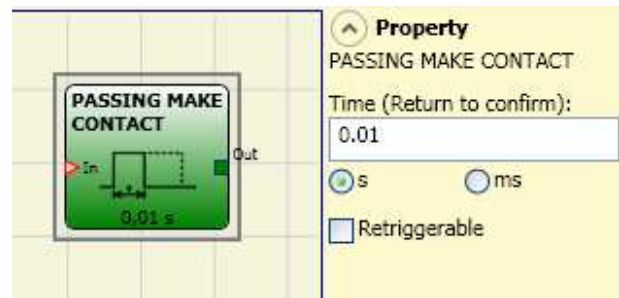 PASSING MAKE
CONTACT
In
Out
0.01 s
Property
PASSING MAKE CONTACT
Time (Return to confirm):
0.01
s
ms
Retriggerable